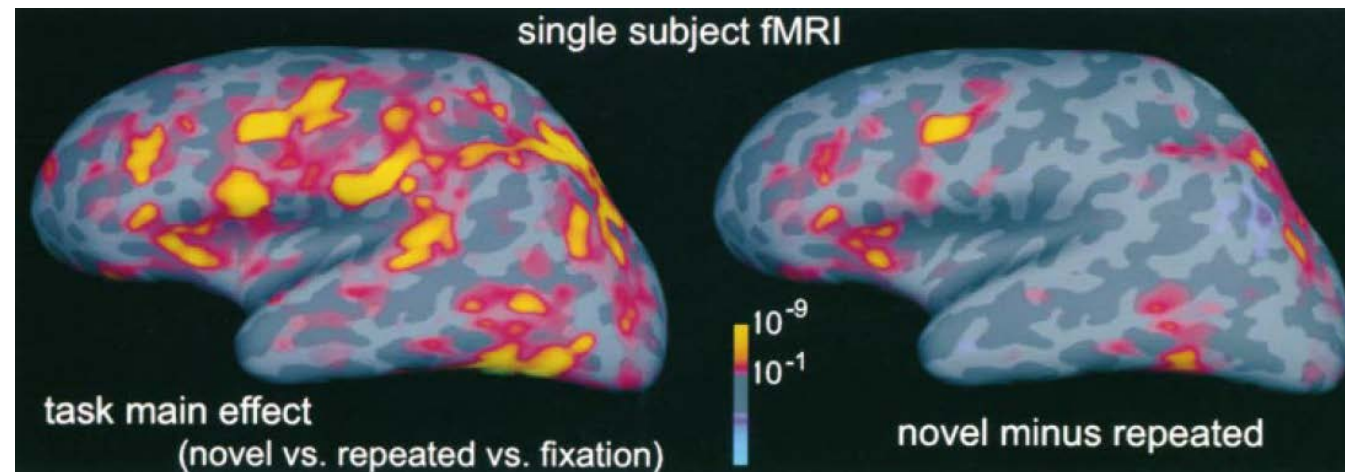 single subject fMRI
10⁻⁹
10⁻¹
task main effect
(novel vs. repeated vs. fixation)
novel minus repeated